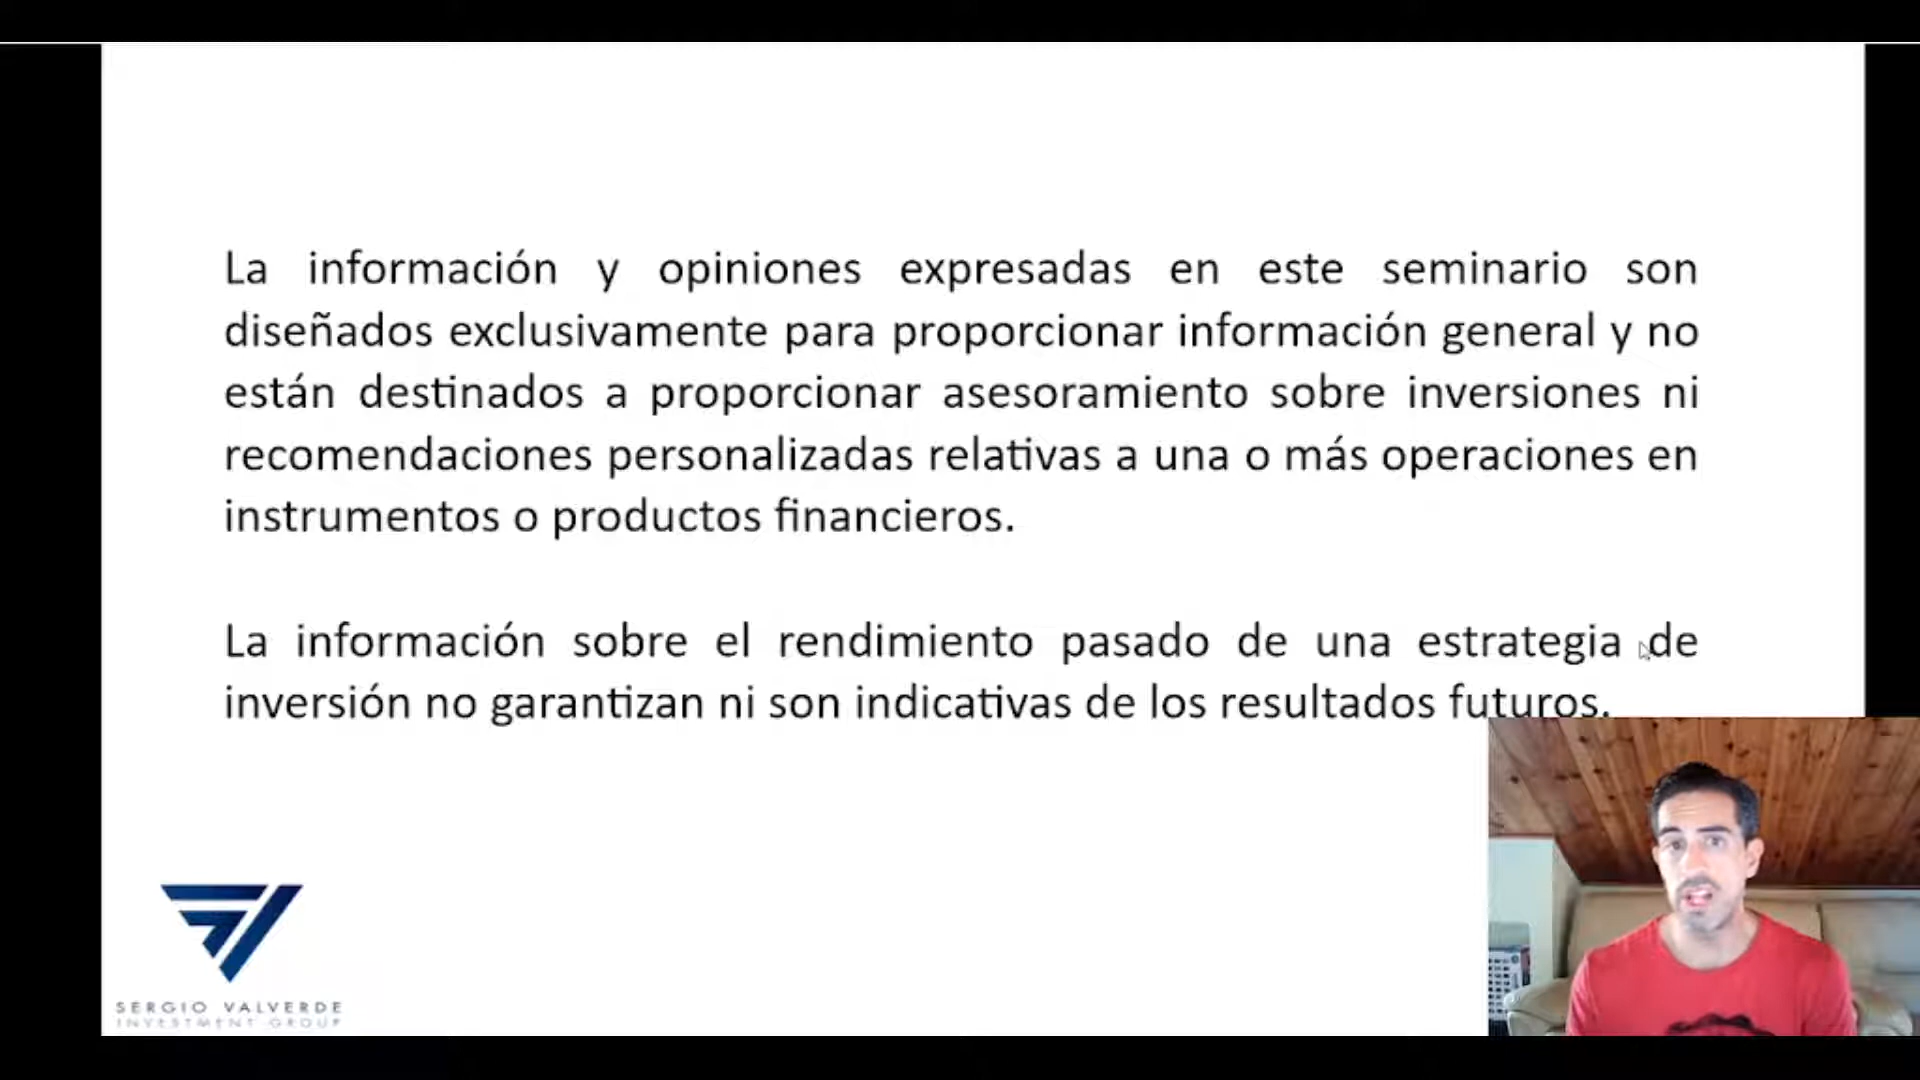 La información y opiniones expresadas en este seminario son
diseñados exclusivamente para proporcionar información general y no
están destinados a proporcionar asesoramiento sobre inversiones ni
recomendaciones personalizadas relativas a una o más operaciones en
instrumentos o productos financieros.
La información sobre el rendimiento pasado de una estrategia de
inversión no garantizan ni son indicativas de los resultados futuros.
SERGIO VALVERDE
INVESTMENT GROUP